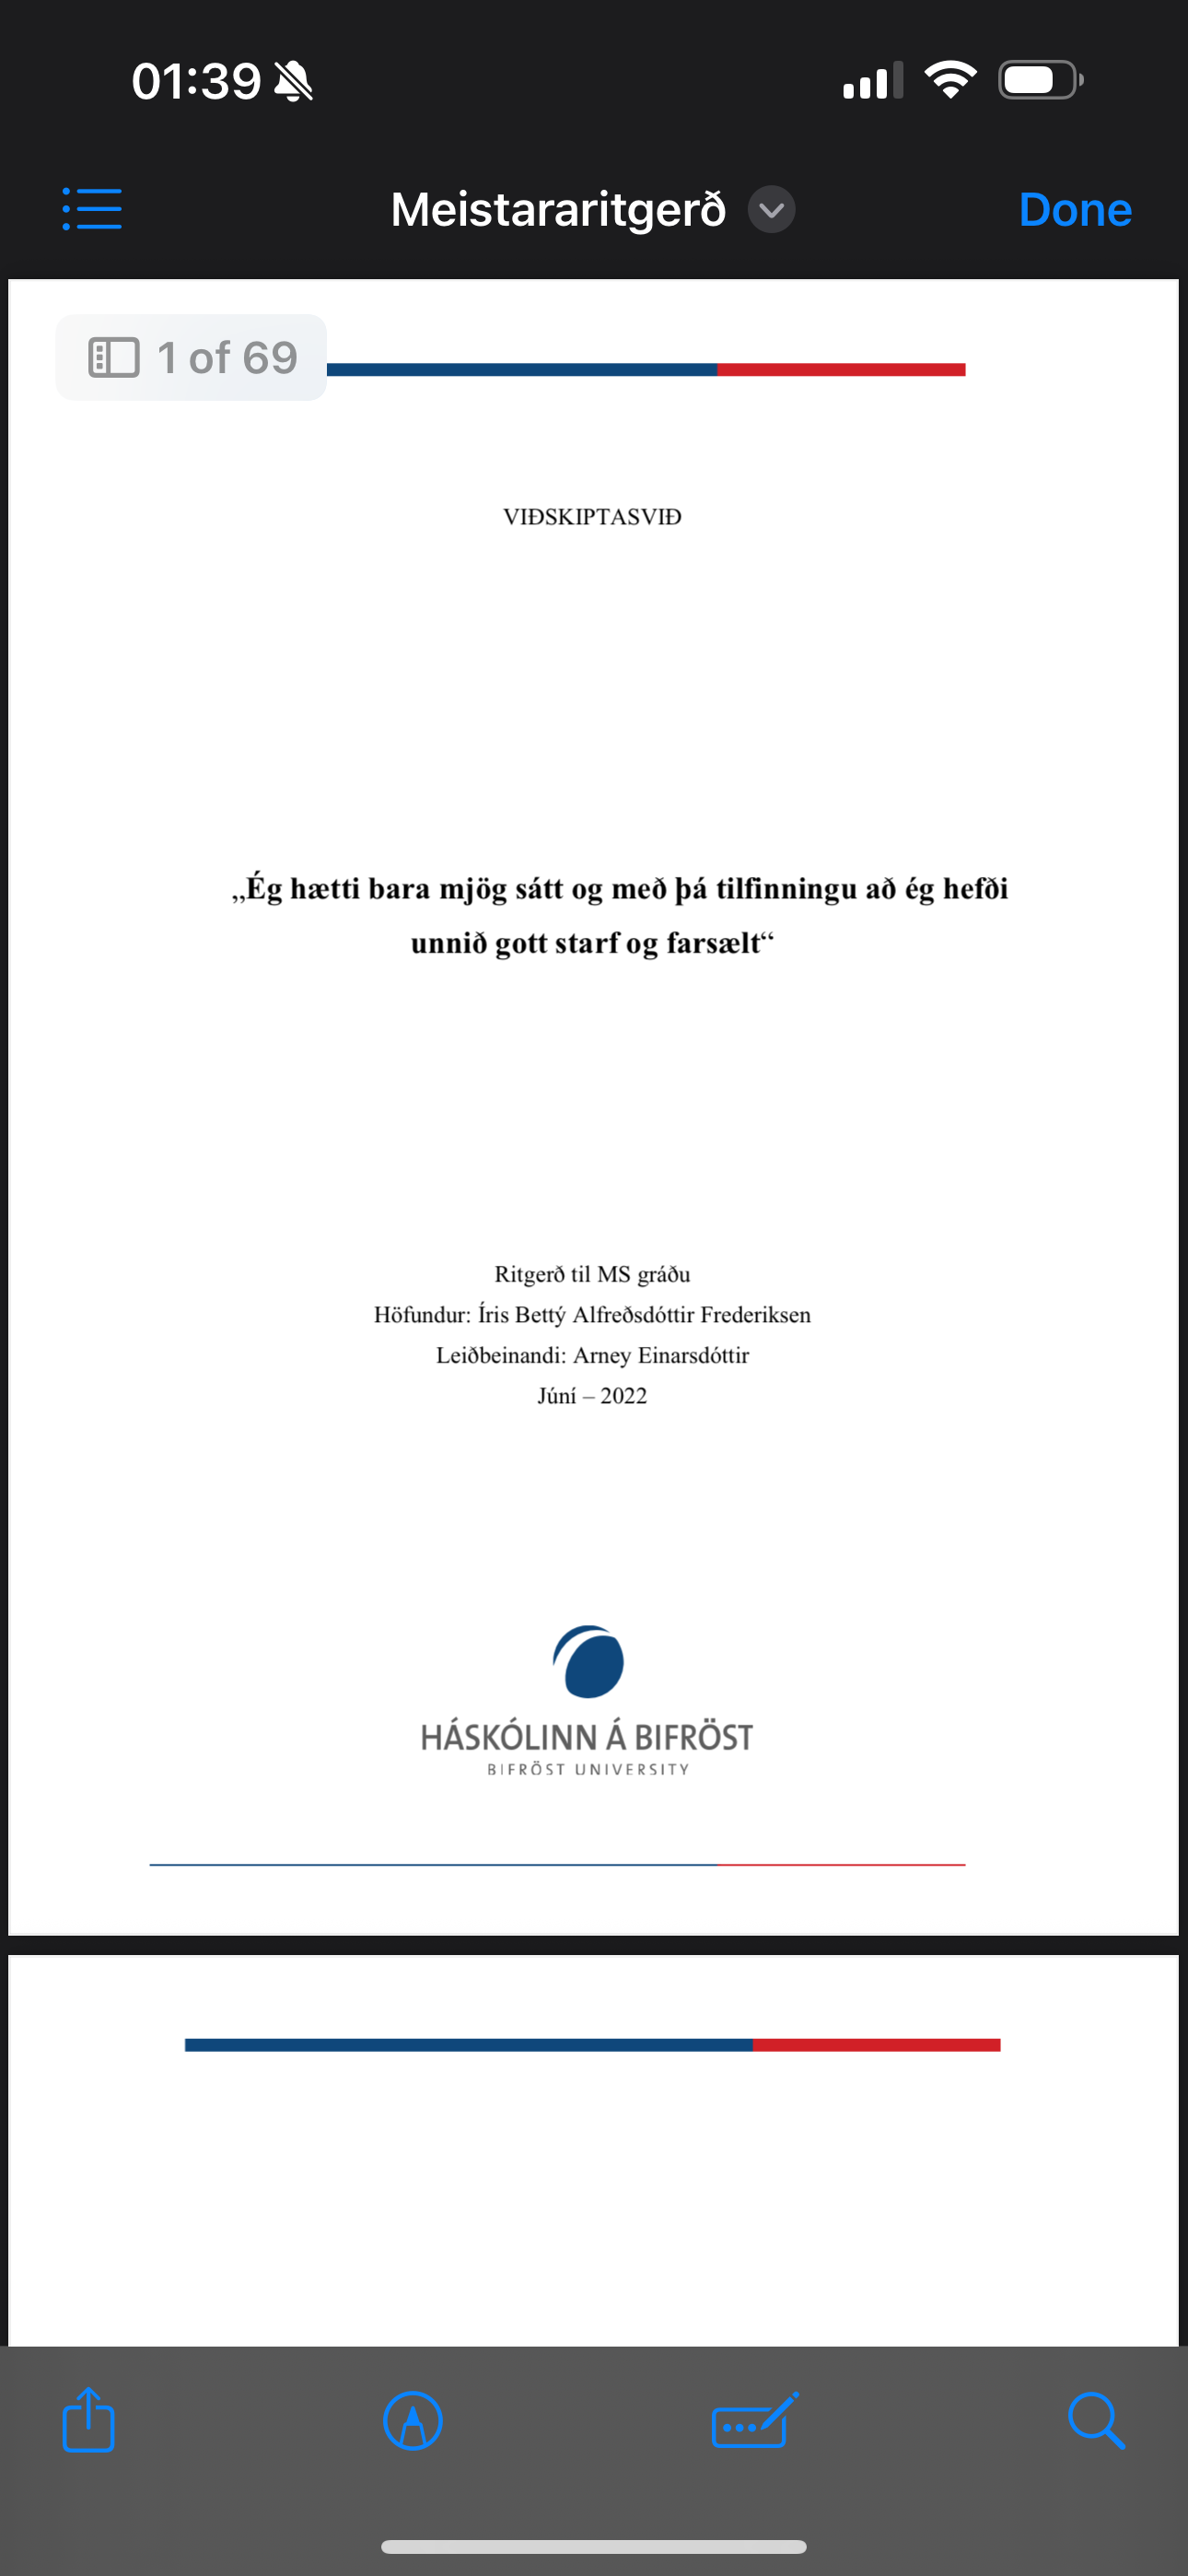 01:39
Meistararitgerð
Done
1 of 69
VIÐSKIPTASVIÐ
„Ég hætti bara mjög sátt og með þá tilfinningu að ég hefði
unnið gott starf og farsælt“
Ritgerð til MS gráðu
Höfundur: Íris Bettý Alfreðsdóttir Frederiksen
Leiðbeinandi: Arney Einarsdóttir
Júní – 2022
HÁSKÓLINN Á BIFRÖST
BIFRÖST UNIVERSITY